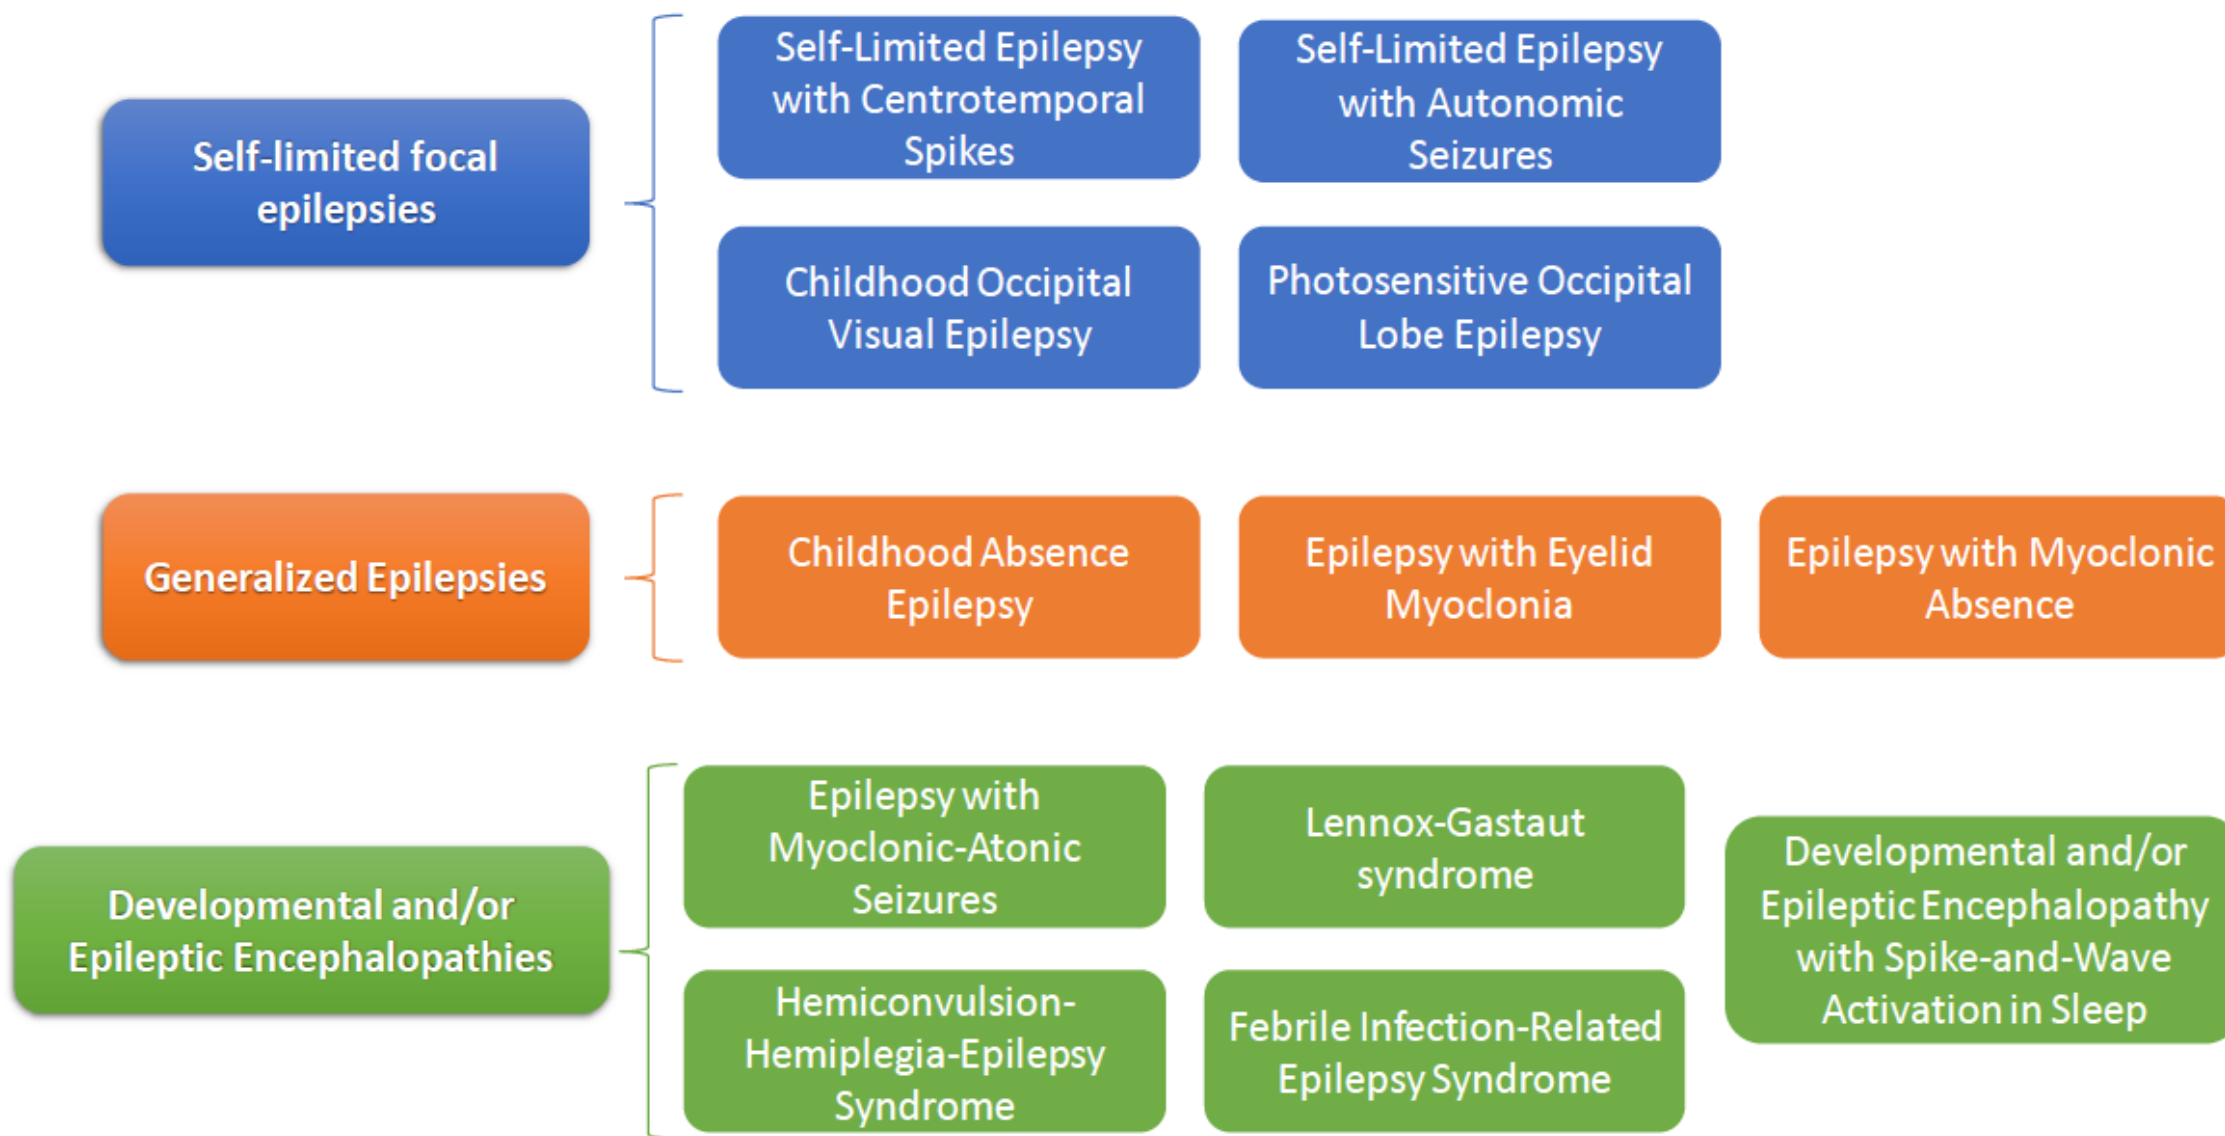 Self-limited focal
epilepsies
Self-Limited Epilepsy
with Centrotemporal
Spikes
Self-Limited Epilepsy
with Autonomic
Seizures
Childhood Occipital
Visual Epilepsy
Photosensitive Occipital
Lobe Epilepsy
Generalized Epilepsies
Childhood Absence
Epilepsy
Epilepsy with Eyelid
Myoclonia
Epilepsy with Myoclonic
Absence
Developmental and/or
Epileptic Encephalopathies
Epilepsy with
Myoclonic-Atonic
Seizures
Lennox-Gastaut
syndrome
Hemiconvulsion-
Hemiplegia-Epilepsy
Syndrome
Febrile Infection-Related
Epilepsy Syndrome
Developmental and/or
Epileptic Encephalopathy
with Spike-and-Wave
Activation in Sleep